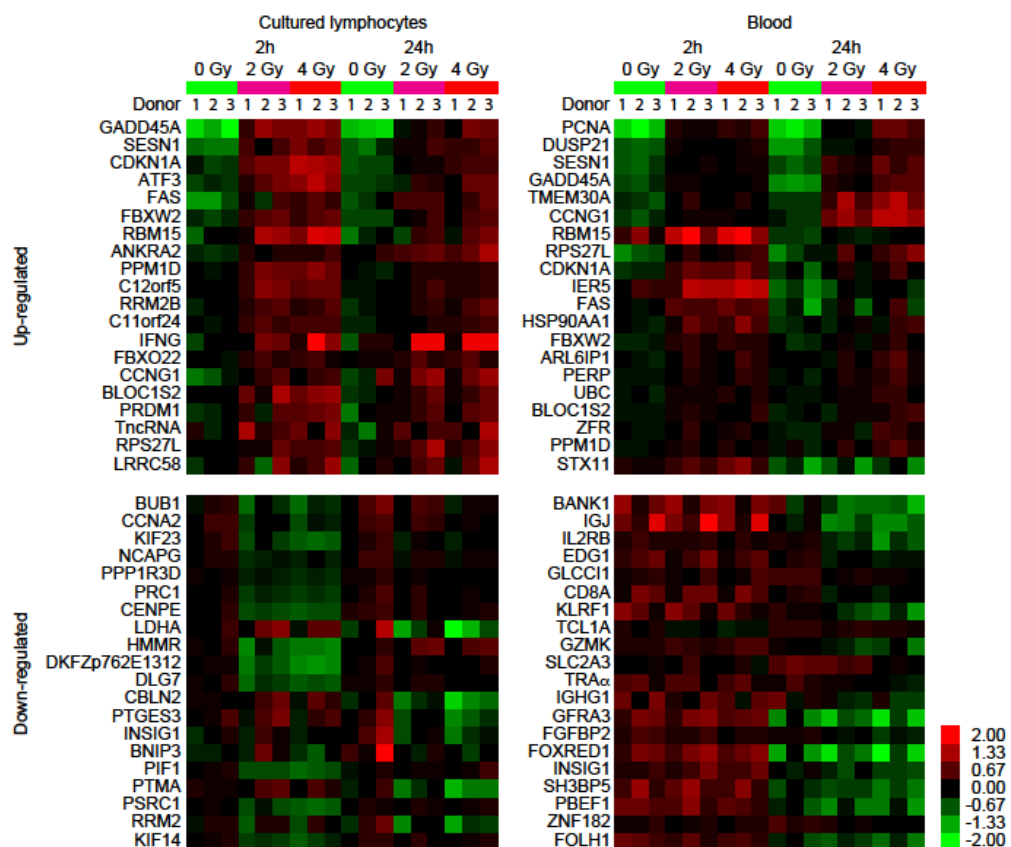 Cultured lymphocytes
2h 24h
0 Gy 2 Gy 4 Gy 0 Gy 2 Gy 4 Gy
Donor 1 2 3 1 2 3 1 2 3 1 2 3 1 2 3 1 2 3
Up-regulated
GADD45A
SESN1
CDKN1A
ATF3
FAS
FBXW2
RBM15
ANKRA2
PPM1D
C12orf5
RRM2B
C11orf24
IFNG
FBXO22
CCNG1
BLOC1S2
PRDM1
TncRNA
RPS27L
LRRC58
Down-regulated
BUB1
CCNA2
KIF23
NCAPG
PPP1R3D
PRC1
CENPE
LDHA
HMMR
DKFZp762E1312
DLG7
CBLN2
PTGES3
INSIG1
BNIP3
PIF1
PTMA
PSRC1
RRM2
KIF14
Blood
2h 24h
0 Gy 2 Gy 4 Gy 0 Gy 2 Gy 4 Gy
Donor 1 2 3 1 2 3 1 2 3 1 2 3 1 2 3 1 2 3
PCNA
DUSP21
SESN1
GADD45A
TMEM30A
CCNG1
RBM15
RPS27L
CDKN1A
IER5
FAS
HSP90AA1
FBXW2
ARL6IP1
PERP
UBC
BLOC1S2
ZFR
PPM1D
STX11
BANK1
IGJ
IL2RB
EDG1
GLCCI1
CD8A
KLRF1
TCL1A
GZMK
SLC2A3
TRAα
IGHG1
GFRA3
FGFBP2
FOXRED1
INSIG1
SH3BP5
PBEF1
ZNF182
FOLH1
2.00
1.33
0.67
0.00
-0.67
-1.33
-2.00